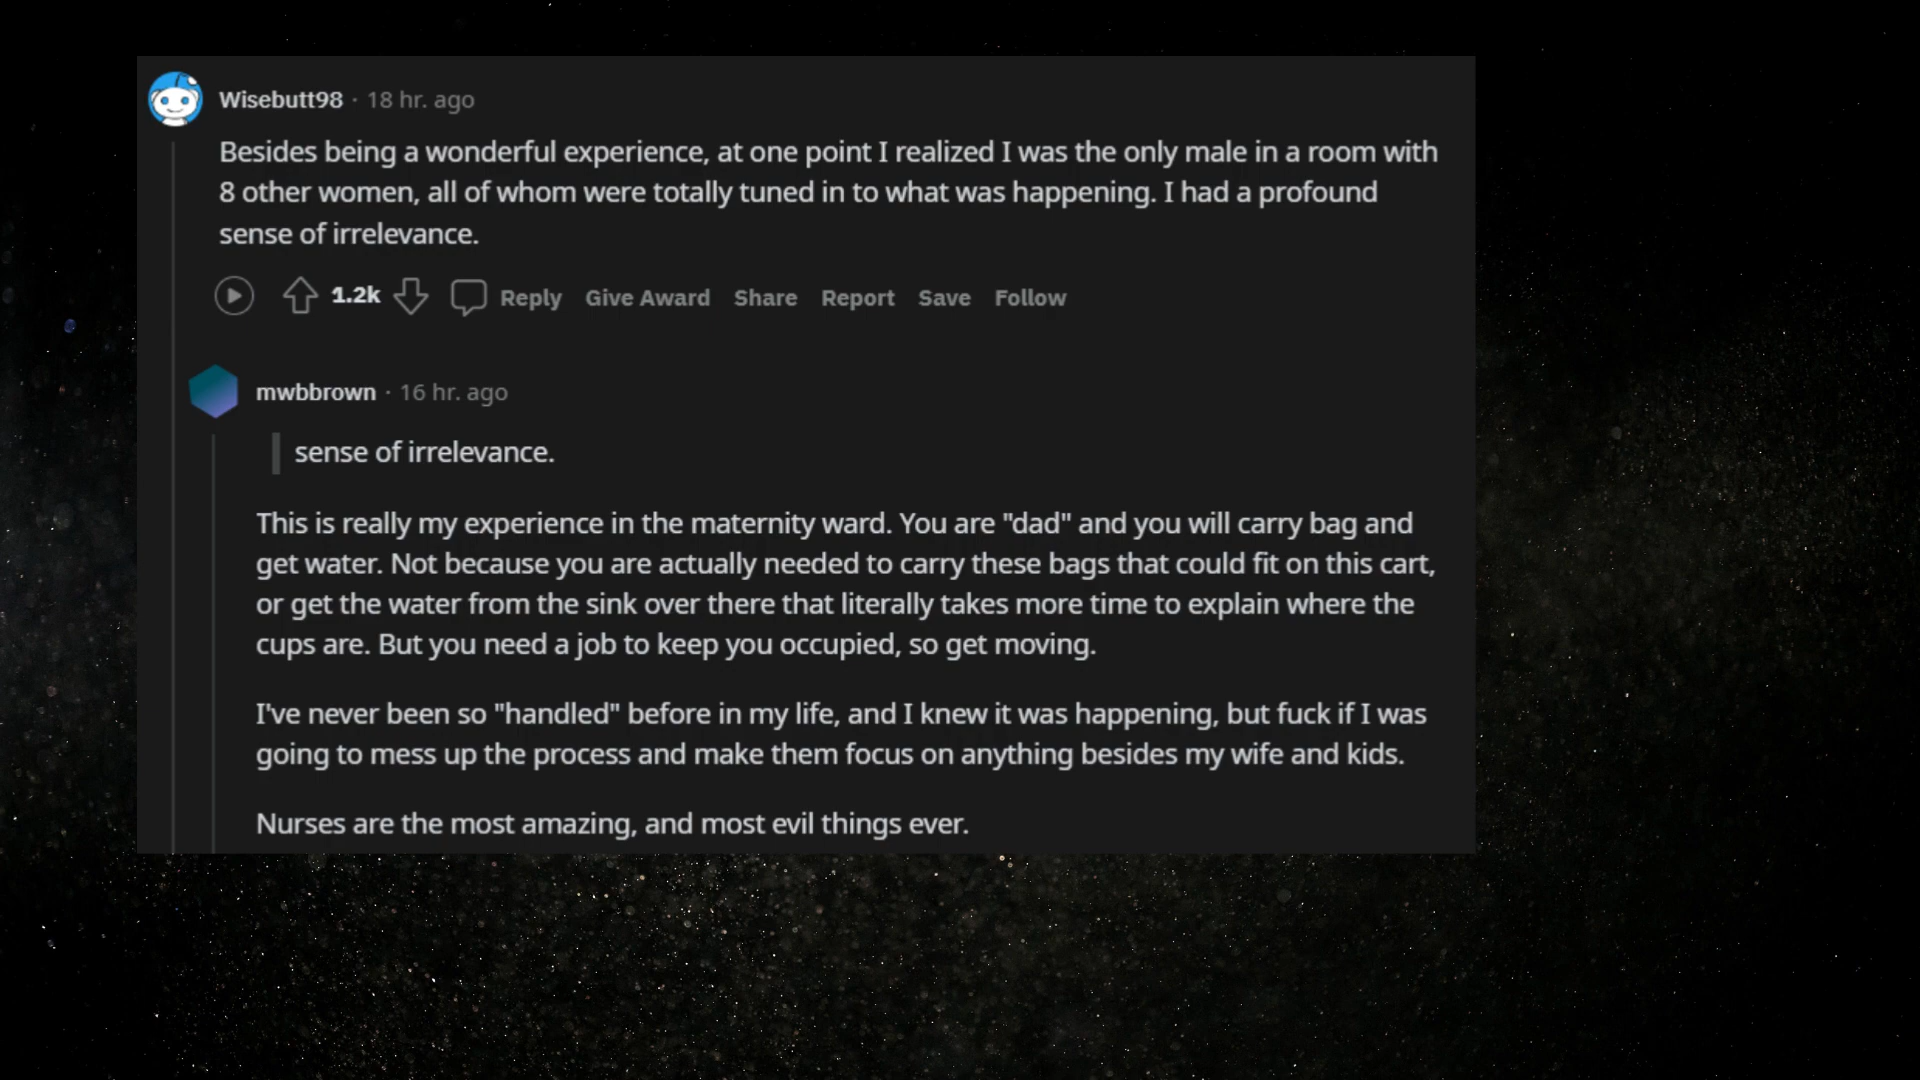 Wisebutt98 · 18 hr. ago
Besides being a wonderful experience, at one point I realized I was the only male in a room with
8 other women, all of whom were totally tuned in to what was happening. I had a profound
sense of irrelevance.
1.2k Reply Give Award Share Report Save Follow
mwbbrown · 16 hr. ago
sense of irrelevance.
This is really my experience in the maternity ward. You are "dad" and you will carry bag and
get water. Not because you are actually needed to carry these bags that could fit on this cart,
or get the water from the sink over there that literally takes more time to explain where the
cups are. But you need a job to keep you occupied, so get moving.
I've never been so "handled" before in my life, and I knew it was happening, but fuck if I was
going to mess up the process and make them focus on anything besides my wife and kids.
Nurses are the most amazing, and most evil things ever.